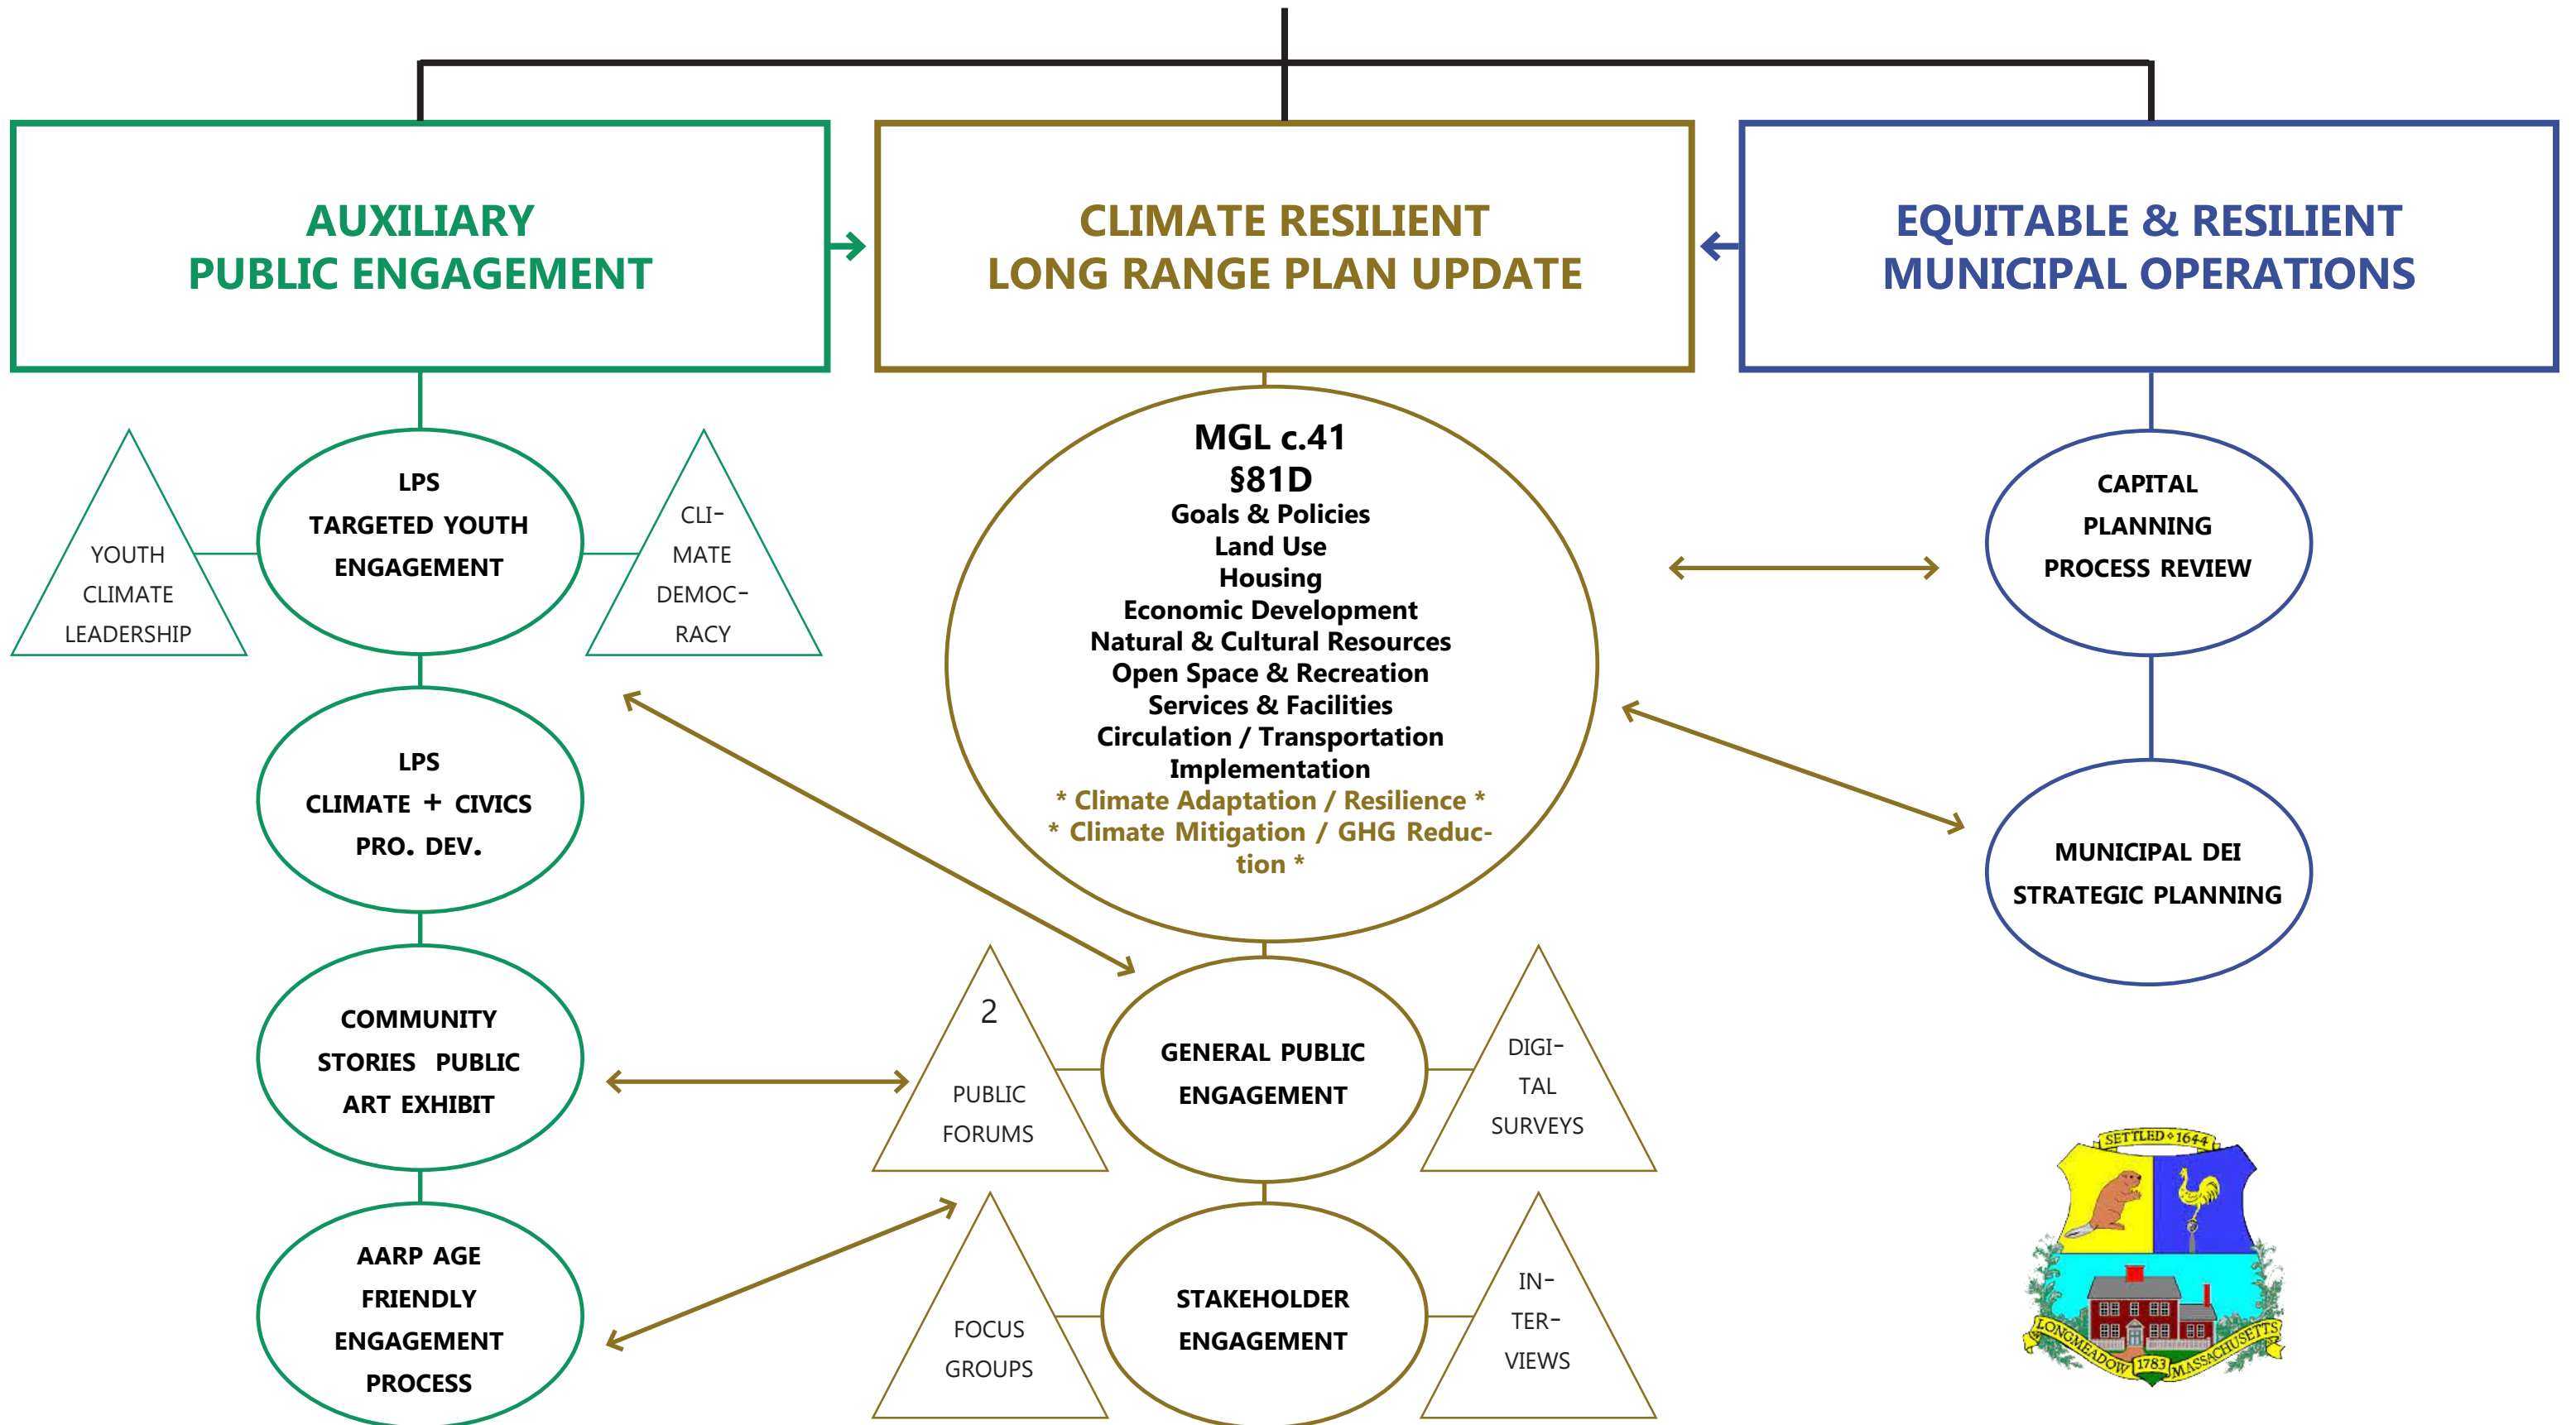 AUXILIARY
PUBLIC ENGAGEMENT
CLIMATE RESILIENT
LONG RANGE PLAN UPDATE
EQUITABLE & RESILIENT
MUNICIPAL OPERATIONS
YOUTH
CLIMATE
LEADERSHIP
LPS
TARGETED YOUTH
ENGAGEMENT
CLI-
MATE
DEMOC-
RACY
LPS
CLIMATE + CIVICS
PRO. DEV.
COMMUNITY
STORIES PUBLIC
ART EXHIBIT
AARP AGE
FRIENDLY
ENGAGEMENT
PROCESS
MGL c.41
§81D
Goals & Policies
Land Use
Housing
Economic Development
Natural & Cultural Resources
Open Space & Recreation
Services & Facilities
Circulation / Transportation
Implementation
* Climate Adaptation / Resilience *
* Climate Mitigation / GHG Reduc-
tion *
2
PUBLIC
FORUMS
GENERAL PUBLIC
ENGAGEMENT
DIGI-
TAL
SURVEYS
FOCUS
GROUPS
STAKEHOLDER
ENGAGEMENT
IN-
TER-
VIEWS
CAPITAL
PLANNING
PROCESS REVIEW
MUNICIPAL DEI
STRATEGIC PLANNING
SETTLED 1644
LONGMEADOW 1783 MASSACHUSETTS